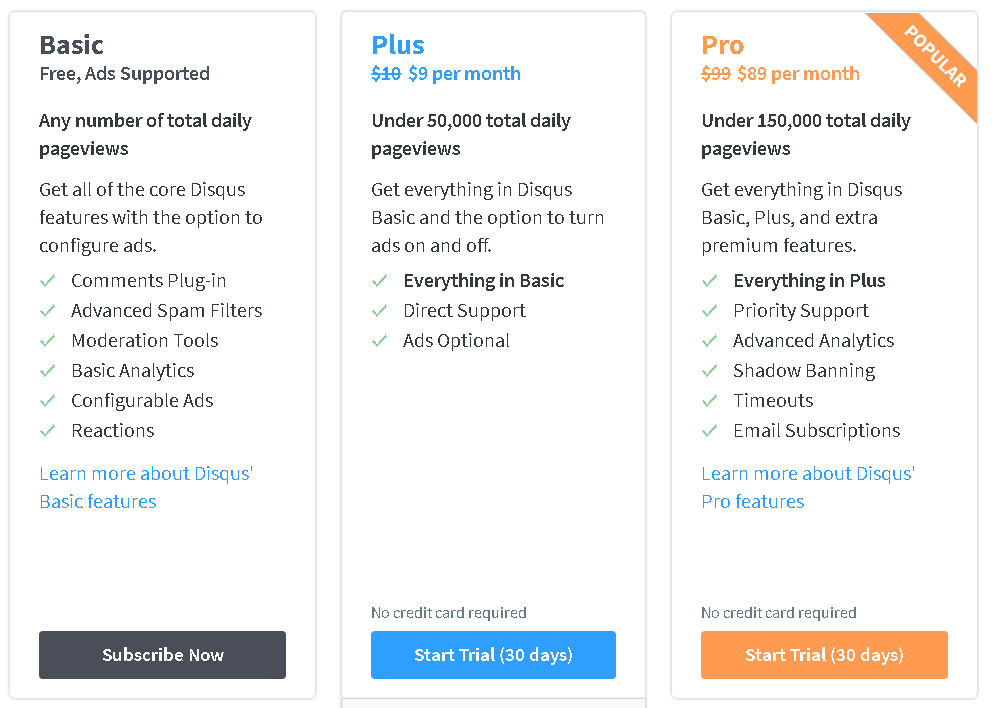 Basic
Free, Ads Supported
Any number of total daily
pageviews
Get all of the core Disqus
features with the option to
configure ads.
Comments Plug-in
Advanced Spam Filters
Moderation Tools
Basic Analytics
Configurable Ads
Reactions
Learn more about Disqus'
Basic features
Subscribe Now
Plus
$10 $9 per month
Under 50,000 total daily
pageviews
Get everything in Disqus
Basic and the option to turn
ads on and off.
Everything in Basic
Direct Support
Ads Optional
No credit card required
Start Trial (30 days)
POPULAR
Pro
$99 $89 per month
Under 150,000 total daily
pageviews
Get everything in Disqus
Basic, Plus, and extra
premium features.
Everything in Plus
Priority Support
Advanced Analytics
Shadow Banning
Timeouts
Email Subscriptions
Learn more about Disqus'
Pro features
No credit card required
Start Trial (30 days)